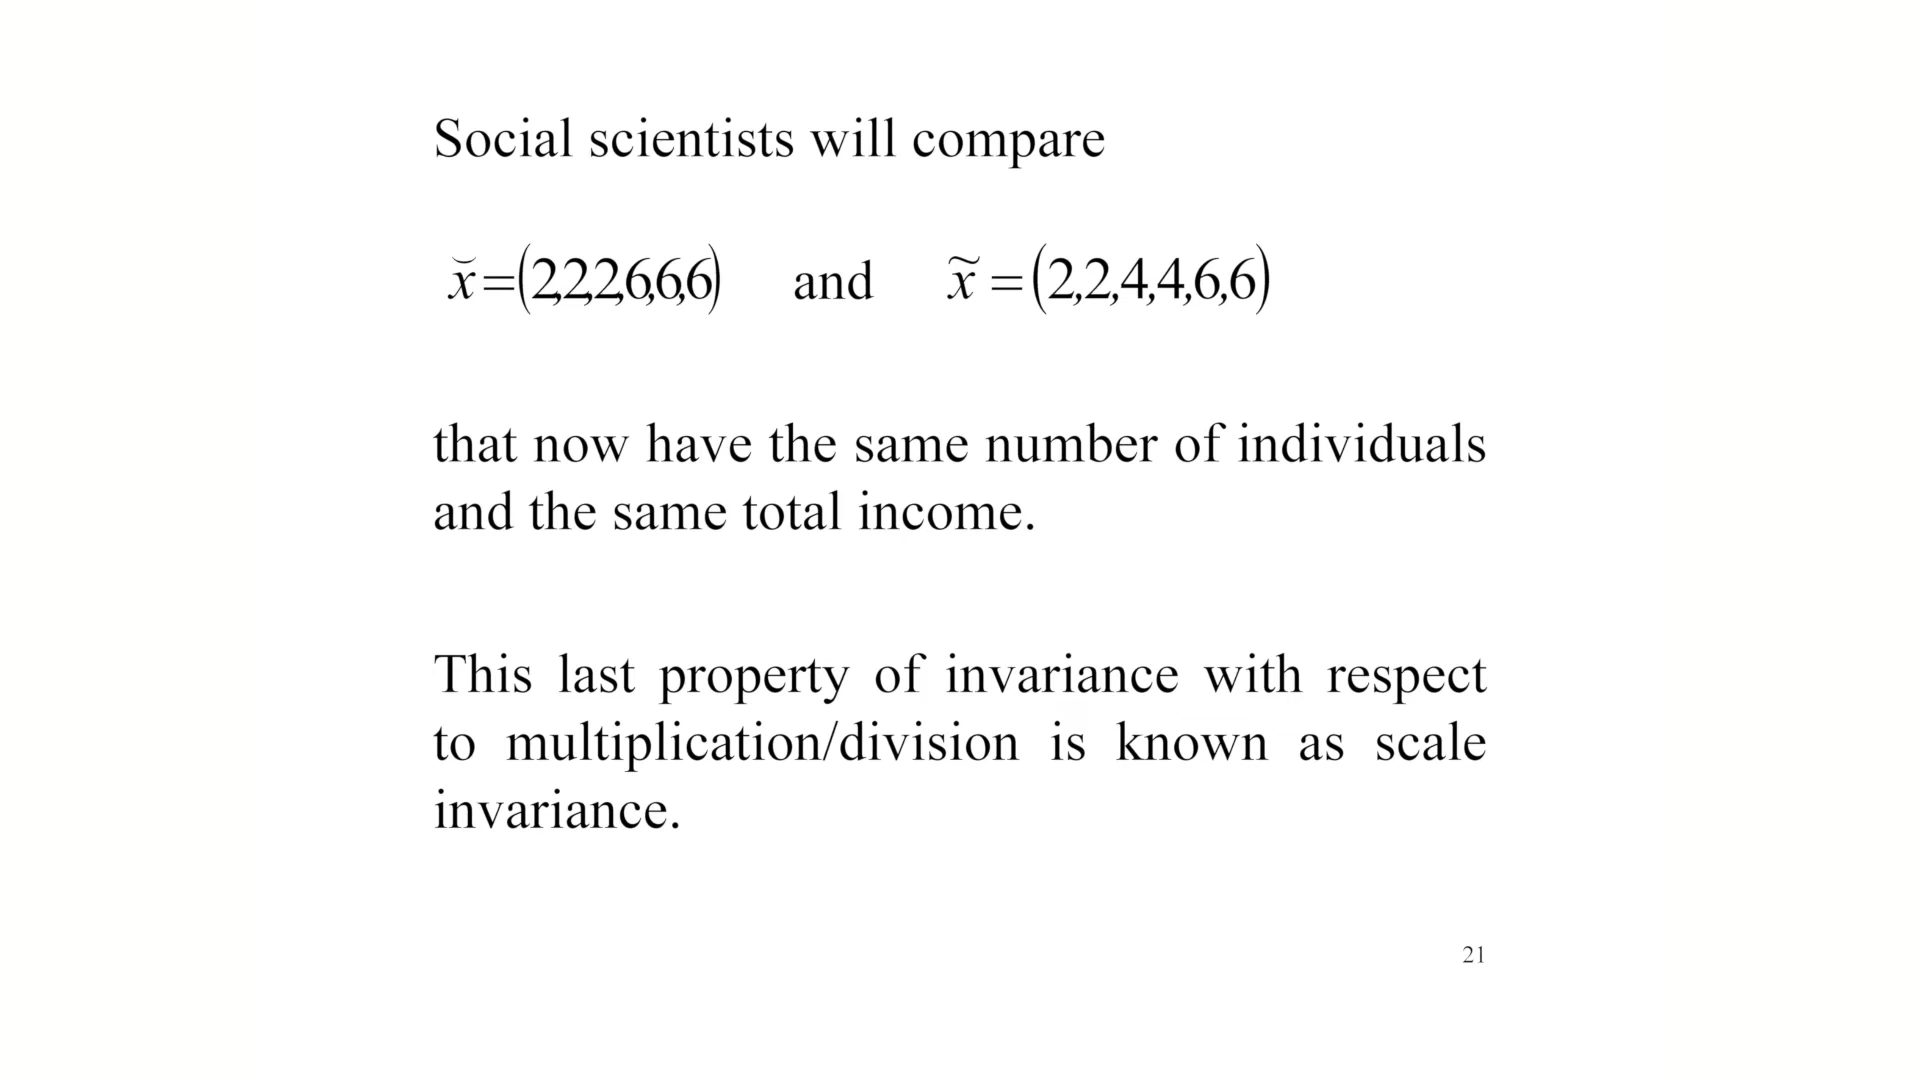 Social scientists will compare
x̆ = (2,2,2,6,6,6) and x̃ = (2,2,4,4,6,6)
that now have the same number of individuals
and the same total income.
This last property of invariance with respect
to multiplication/division is known as scale
invariance.
21